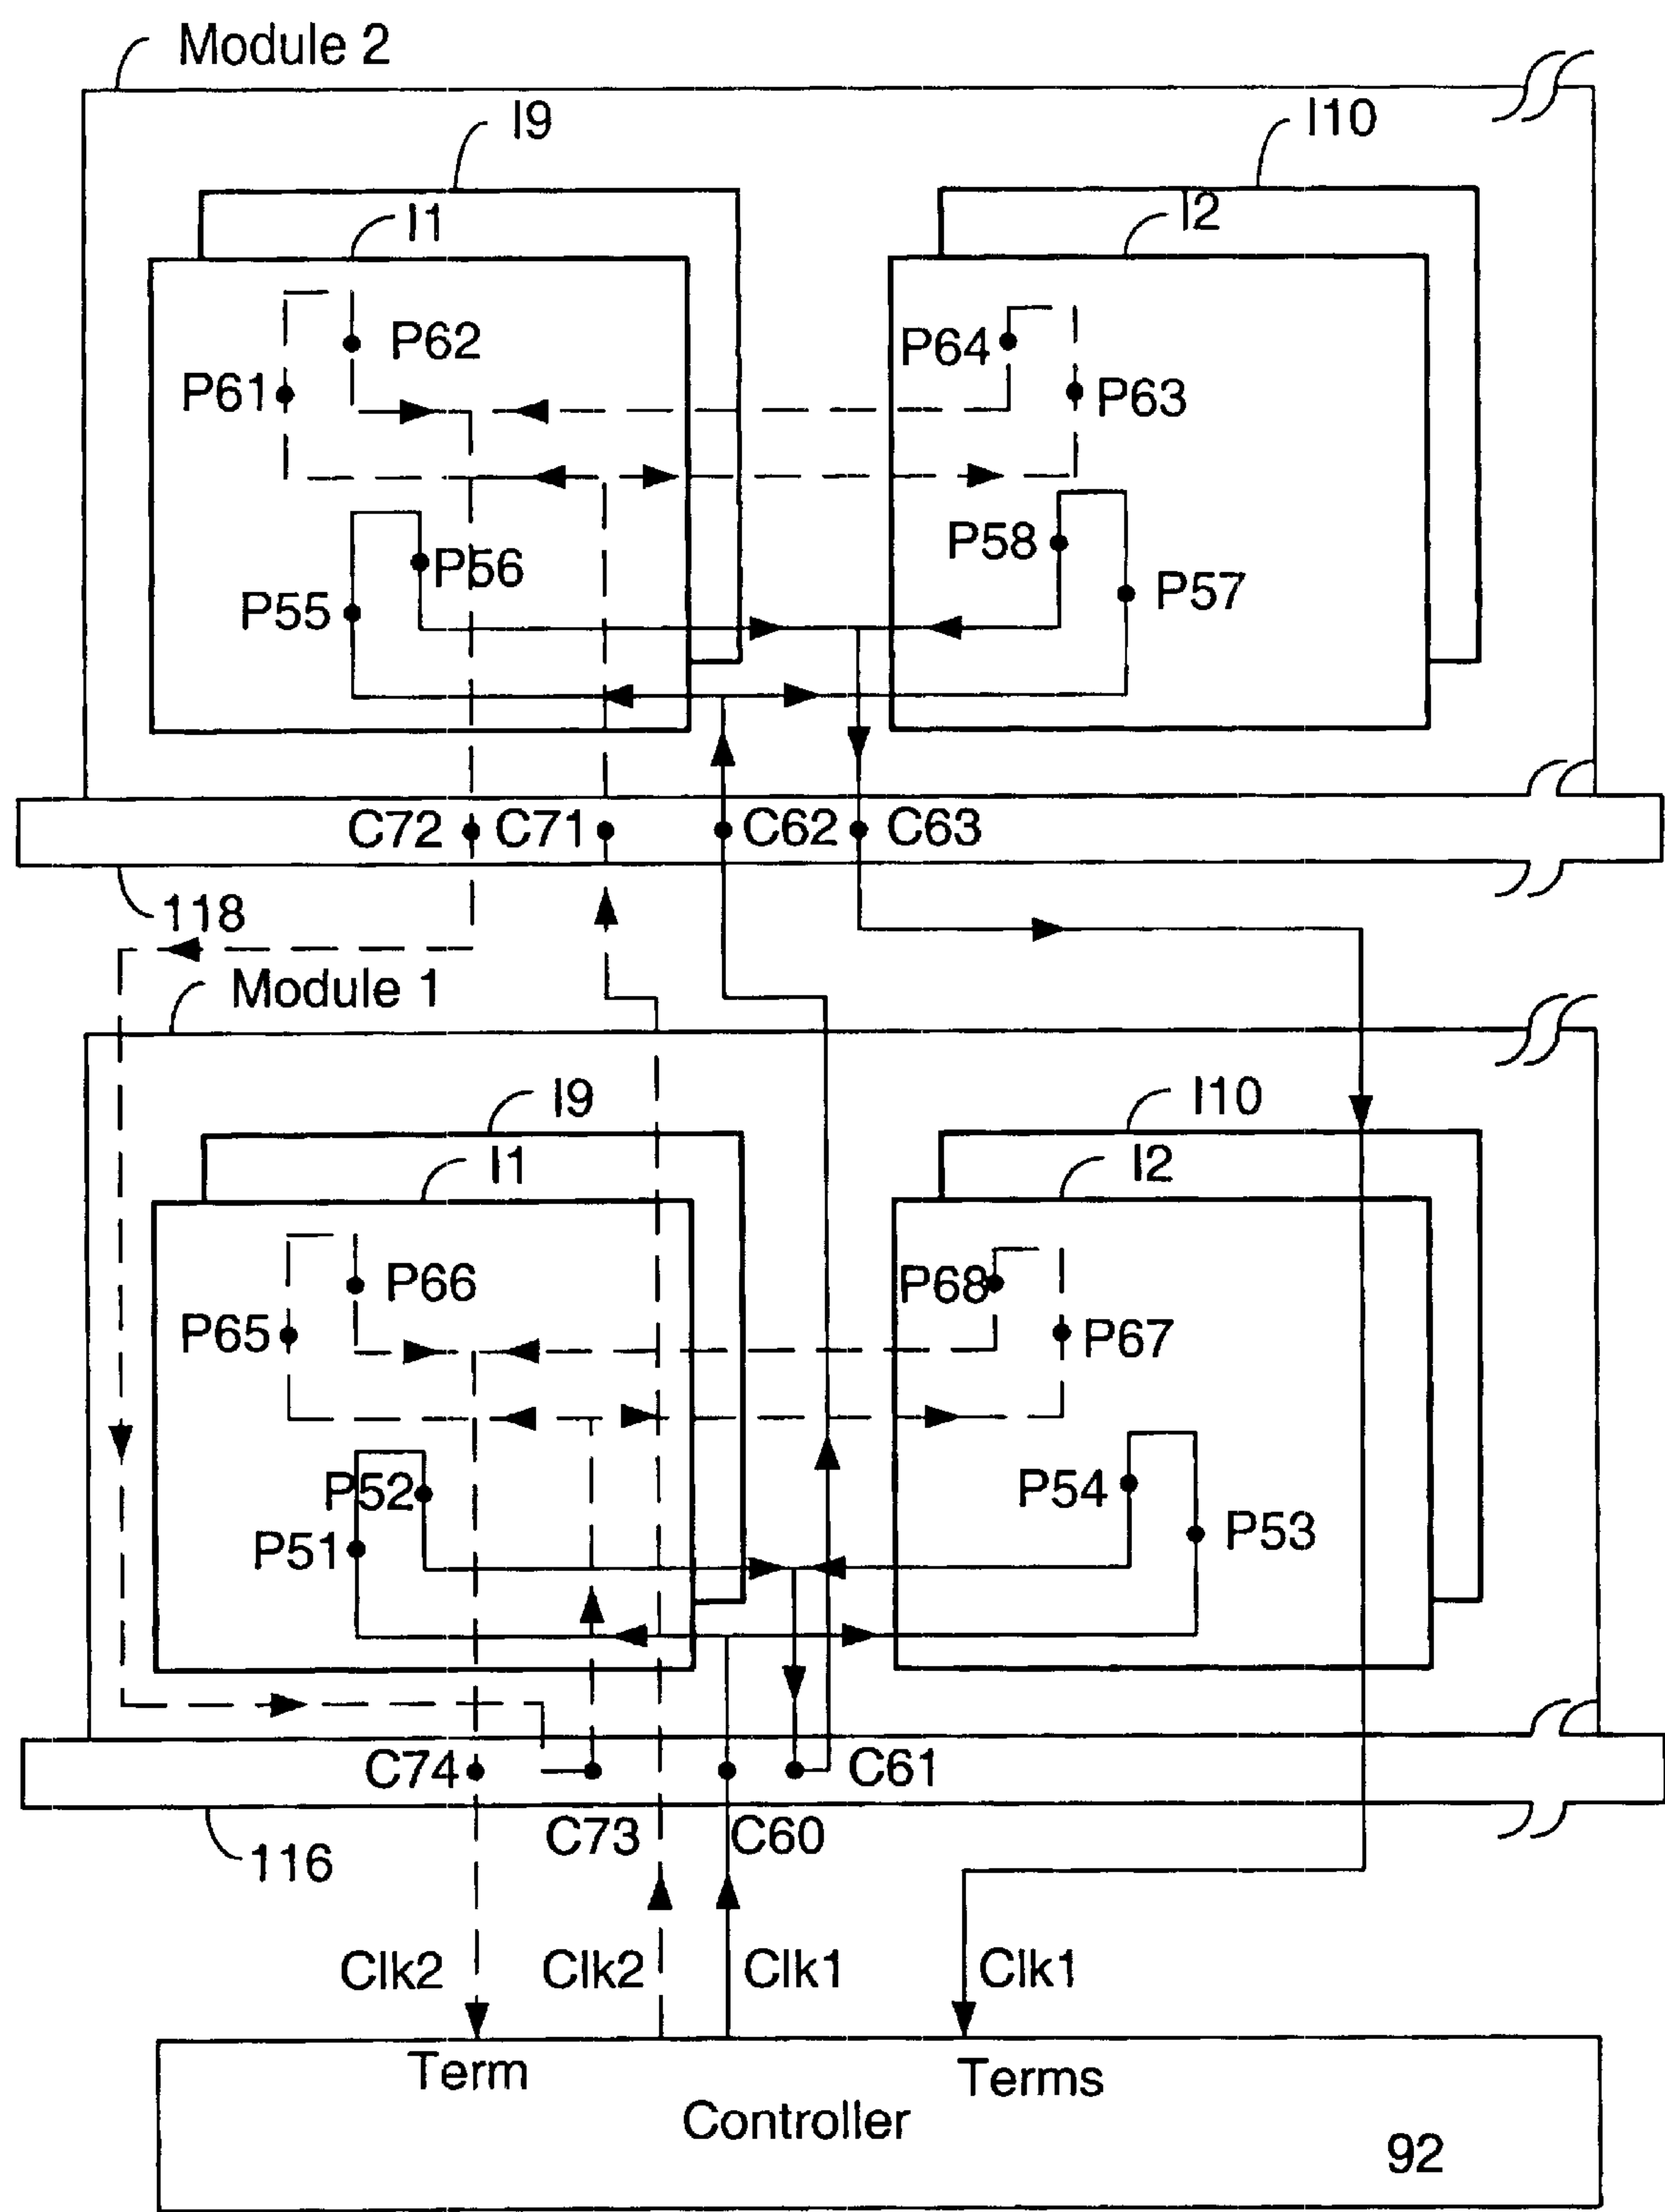 Module 2
I9
I10
I1
I2
P62
P64
P61
P63
P56
P58
P55
P57
C72
C71
C62
C63
118
Module 1
I9
I10
I1
I2
P66
P68
P65
P67
P52
P54
P51
P53
C74
C61
C73
C60
116
Clk2
Clk2
Clk1
Clk1
Term
Terms
Controller
92